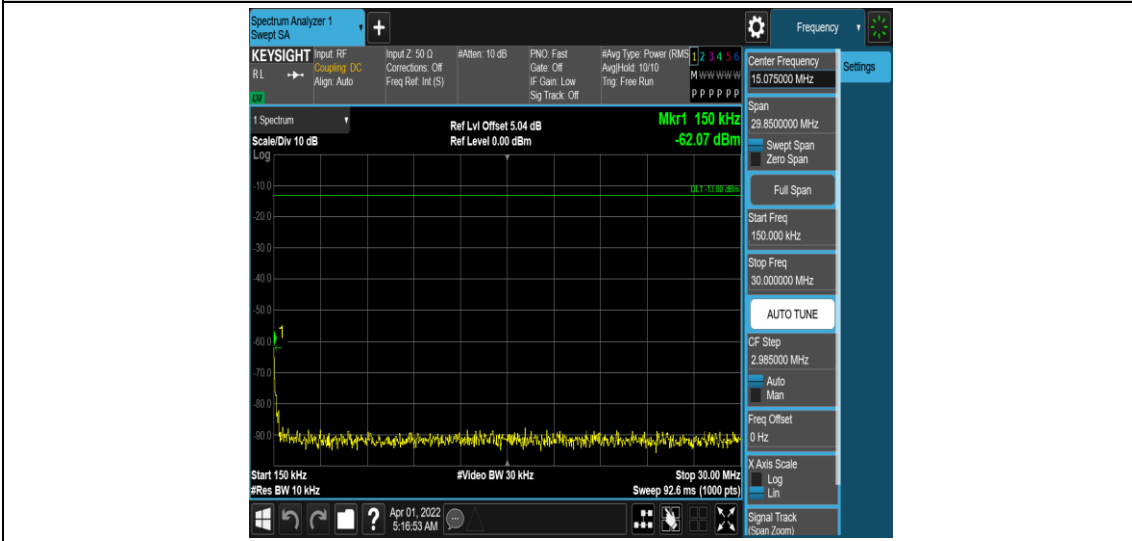 Spectrum Analyzer 1
Swept SA
+
Frequency
KEYSIGHT
RL
LW
Input: RF
Coupling: DC
Align: Auto
Input Z: 50 Ω
Corrections: Off
Freq Ref: Int (S)
#Atten: 10 dB
PNO: Fast
Gate: Off
IF Gain: Low
Sig Track: Off
#Avg Type: Power (RMS
Avg|Hold: 10/10
Trig: Free Run
1 2 3 4 5 6
M W W W W W
P P P P P P
1 Spectrum
Scale/Div 10 dB
Log
Ref Lvl Offset 5.04 dB
Ref Level 0.00 dBm
Mkr1 150 kHz
-62.07 dBm
DL1 -13.00 dBm
-10.0
-20.0
-30.0
-40.0
-50.0
1
-60.0
-70.0
-80.0
-90.0
Start 150 kHz
#Video BW 30 kHz
Stop 30.00 MHz
#Res BW 10 kHz
Sweep 92.6 ms (1000 pts)
Center Frequency
15.075000 MHz
Settings
Span
29.8500000 MHz
Swept Span
Zero Span
Full Span
Start Freq
150.000 kHz
Stop Freq
30.000000 MHz
AUTO TUNE
CF Step
2.985000 MHz
Auto
Man
Freq Offset
0 Hz
X Axis Scale
Log
Lin
Signal Track
(Span Zoom)
?
Apr 01, 2022
5:16:53 AM